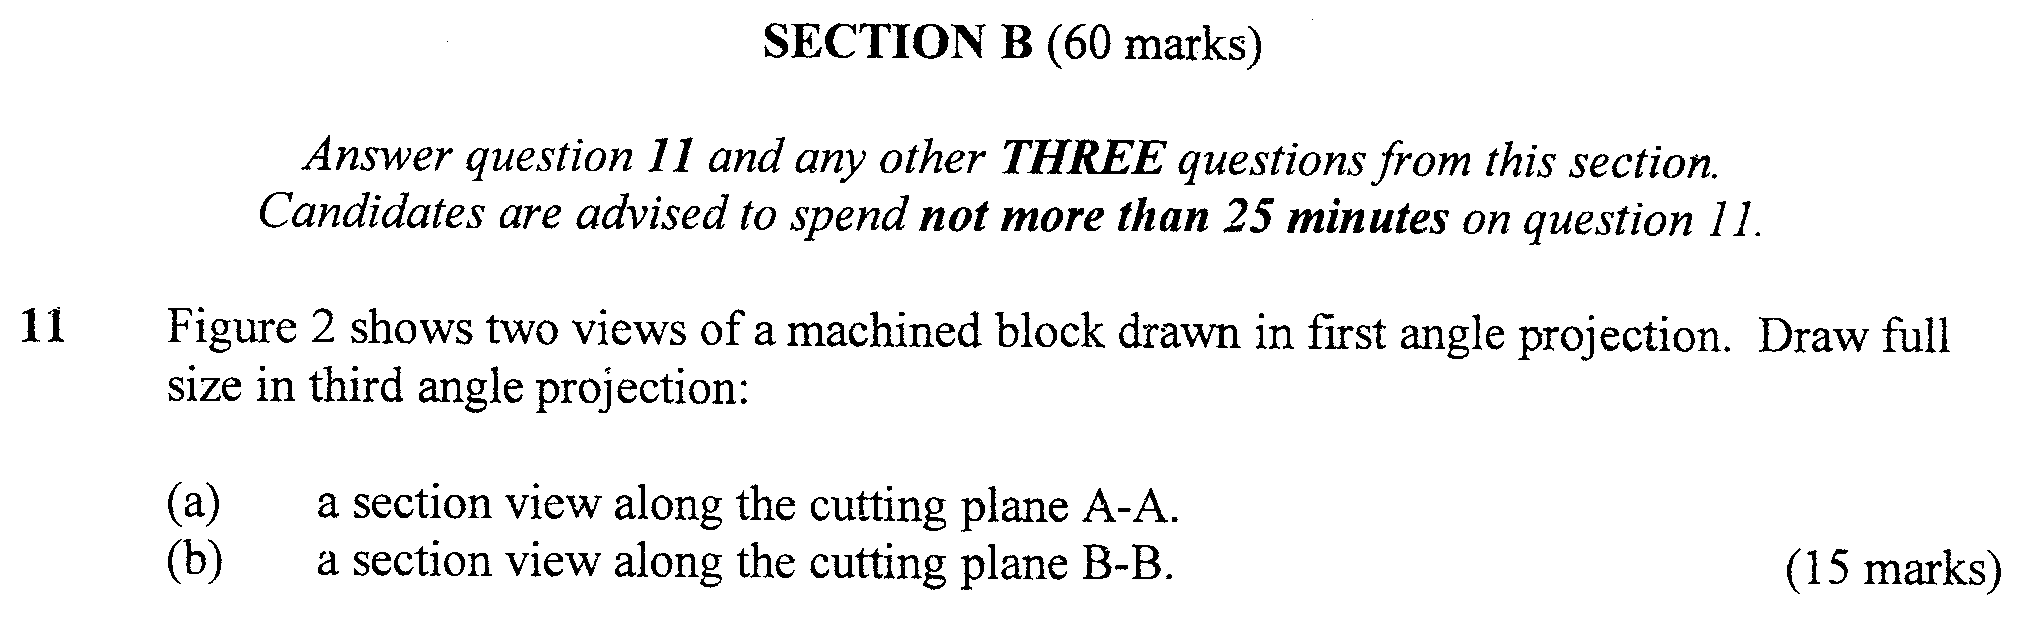 SECTION B (60 marks)
Answer question 11 and any other THREE questions from this section.
Candidates are advised to spend not more than 25 minutes on question 11.
11 Figure 2 shows two views of a machined block drawn in first angle projection. Draw full
size in third angle projection:
(a) a section view along the cutting plane A-A.
(b) a section view along the cutting plane B-B. (15 marks)